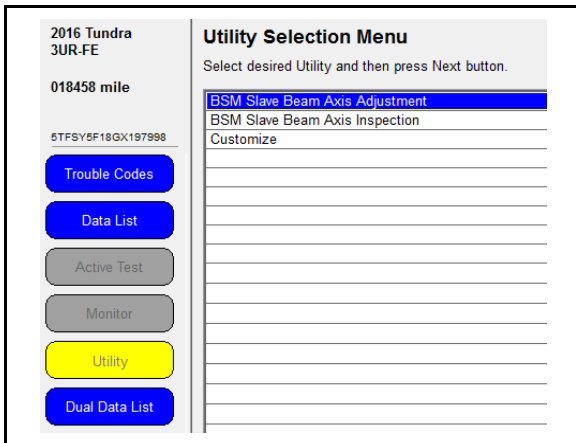 2016 Tundra
3UR-FE
018458 mile
5TFSY5F18GX197998
Trouble Codes
Data List
Active Test
Monitor
Utility
Dual Data List
Utility Selection Menu
Select desired Utility and then press Next button.
BSM Slave Beam Axis Adjustment
BSM Slave Beam Axis Inspection
Customize